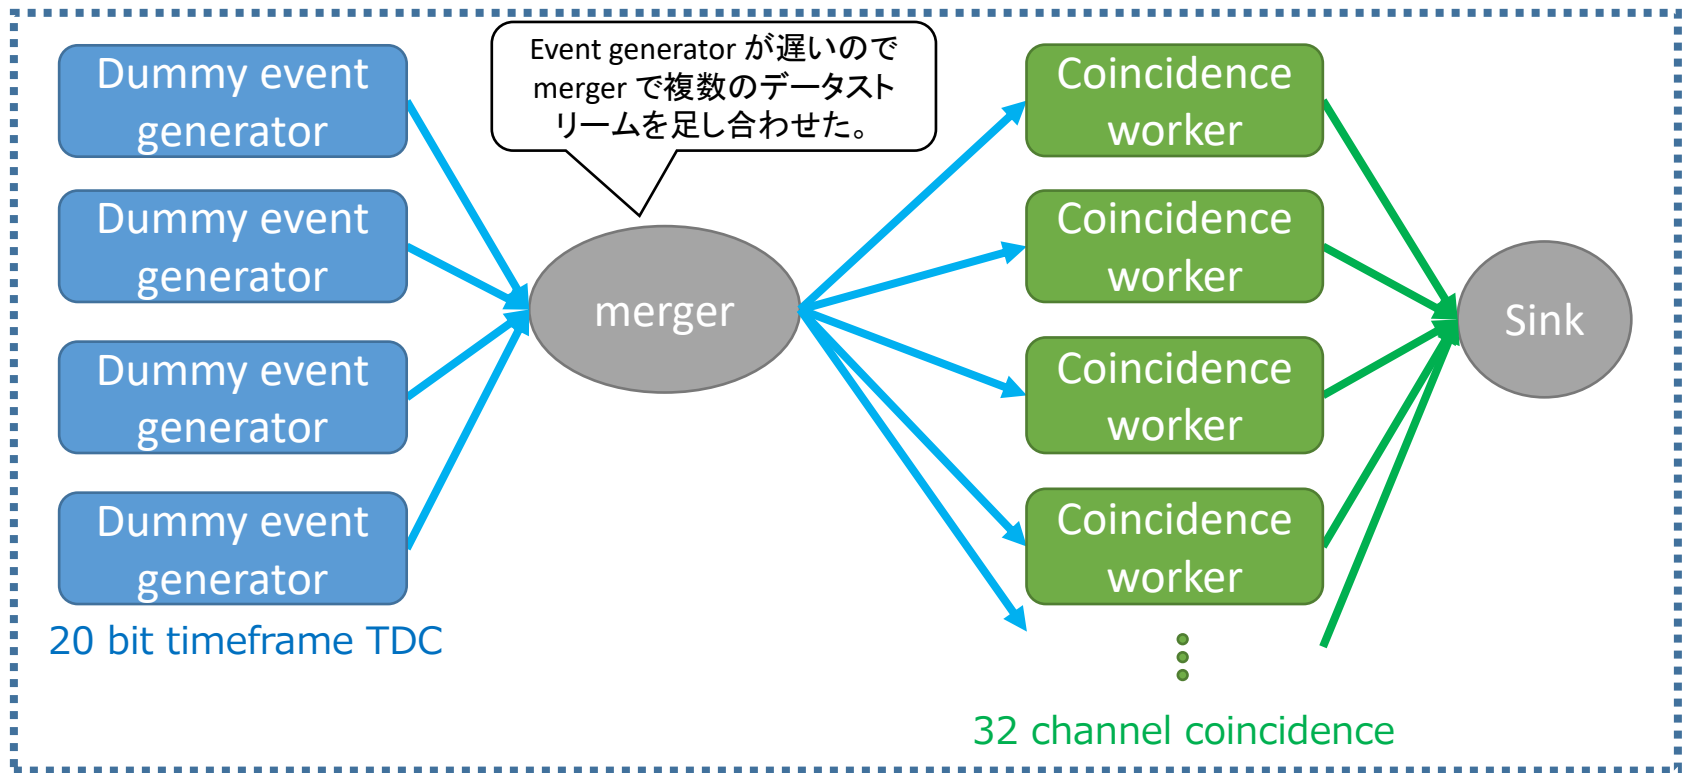 Dummy event
generator
Dummy event
generator
Dummy event
generator
Dummy event
generator
20 bit timeframe TDC
Event generator が遅いので
merger で複数のデータスト
リームを足し合わせた。
merger
Coincidence
worker
Coincidence
worker
Coincidence
worker
Coincidence
worker
32 channel coincidence
Sink